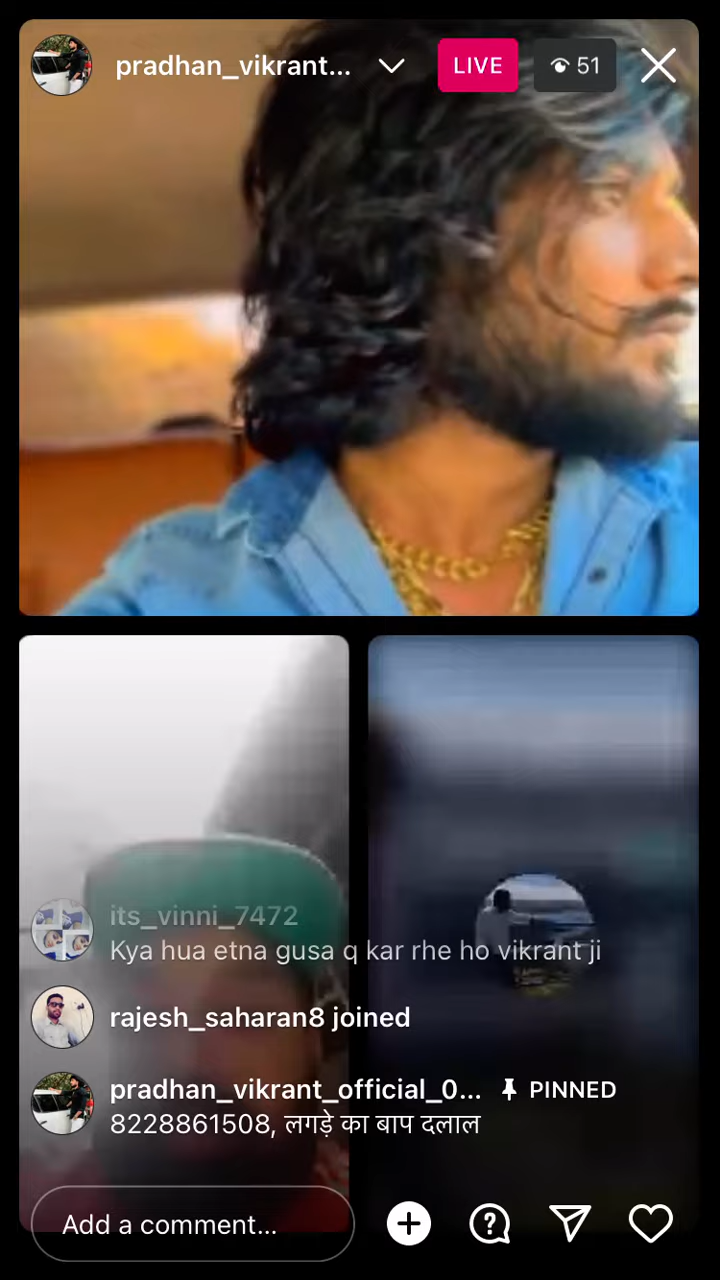 pradhan_vikrant... LIVE 51
its_vinni_7472
Kya hua etna gusa q kar rhe ho vikrant ji
rajesh_saharan8 joined
pradhan_vikrant_official_0... PINNED
8228861508, लगड़े का बाप दलाल
Add a comment...